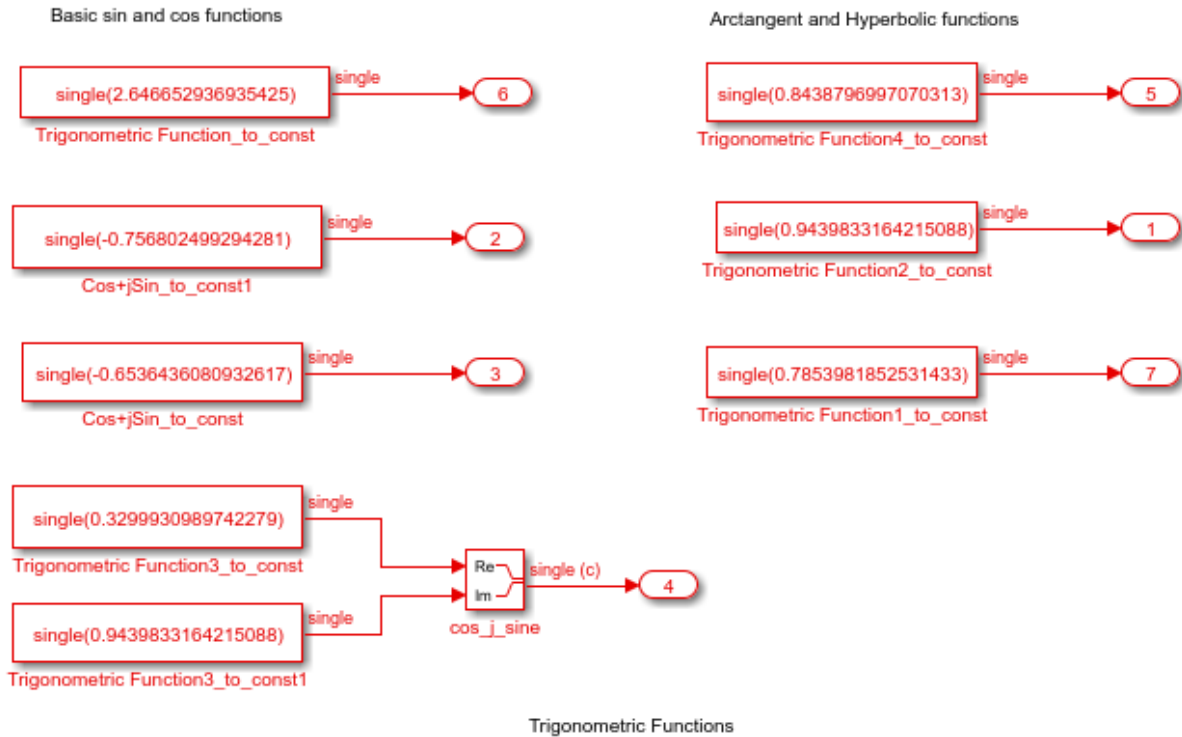 Basic sin and cos functions
single(2.646652936935425)
single
6
Trigonometric Function_to_const
single(-0.756802499294281)
single
2
Cos+jSin_to_const1
single(-0.6536436080932617)
single
3
Cos+jSin_to_const
single(0.3299930989742279)
single
Trigonometric Function3_to_const
single(0.9439833164215088)
single
Trigonometric Function3_to_const1
Re
Im
cos_j_sine
single (c)
4
Arctangent and Hyperbolic functions
single(0.8438796997070313)
single
5
Trigonometric Function4_to_const
single(0.9439833164215088)
single
1
Trigonometric Function2_to_const
single(0.7853981852531433)
single
7
Trigonometric Function1_to_const
Trigonometric Functions